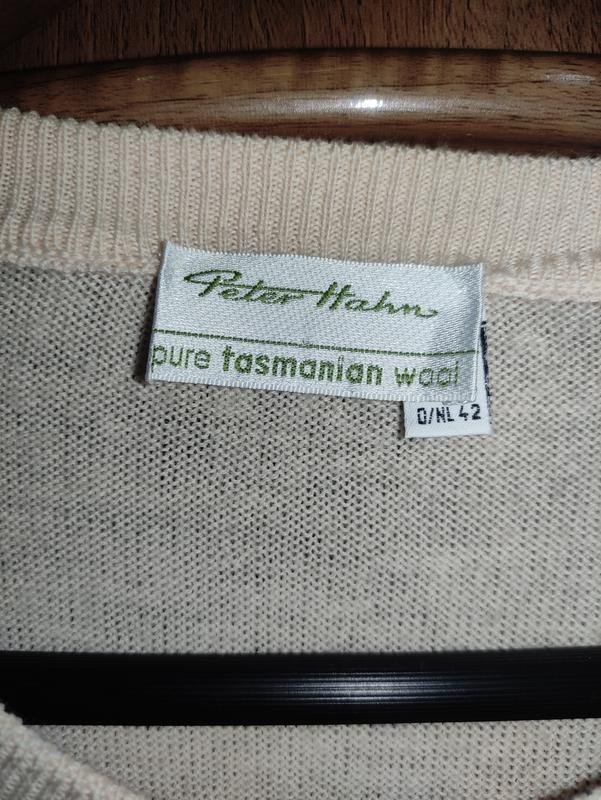 Peter Hahn
pure tasmanian wool
D/NL 42